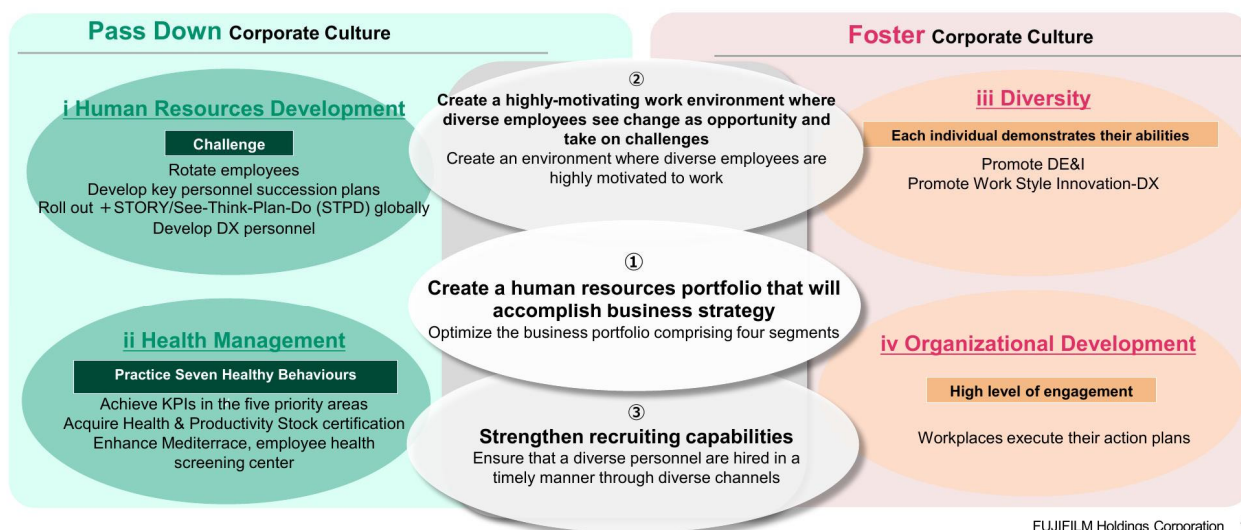 Pass Down Corporate Culture
i Human Resources Development
Challenge
Rotate employees
Develop key personnel succession plans
Roll out +STORY/See-Think-Plan-Do (STPD) globally
Develop DX personnel
ii Health Management
Practice Seven Healthy Behaviours
Achieve KPIs in the five priority areas
Acquire Health & Productivity Stock certification
Enhance Mediterrace, employee health
screening center
②
Create a highly-motivating work environment where
diverse employees see change as opportunity and
take on challenges
Create an environment where diverse employees are
highly motivated to work
①
Create a human resources portfolio that will
accomplish business strategy
Optimize the business portfolio comprising four segments
③
Strengthen recruiting capabilities
Ensure that a diverse personnel are hired in a
timely manner through diverse channels
Foster Corporate Culture
iii Diversity
Each individual demonstrates their abilities
Promote DE&I
Promote Work Style Innovation-DX
iv Organizational Development
High level of engagement
Workplaces execute their action plans
FUJIFILM Holdings Corporation